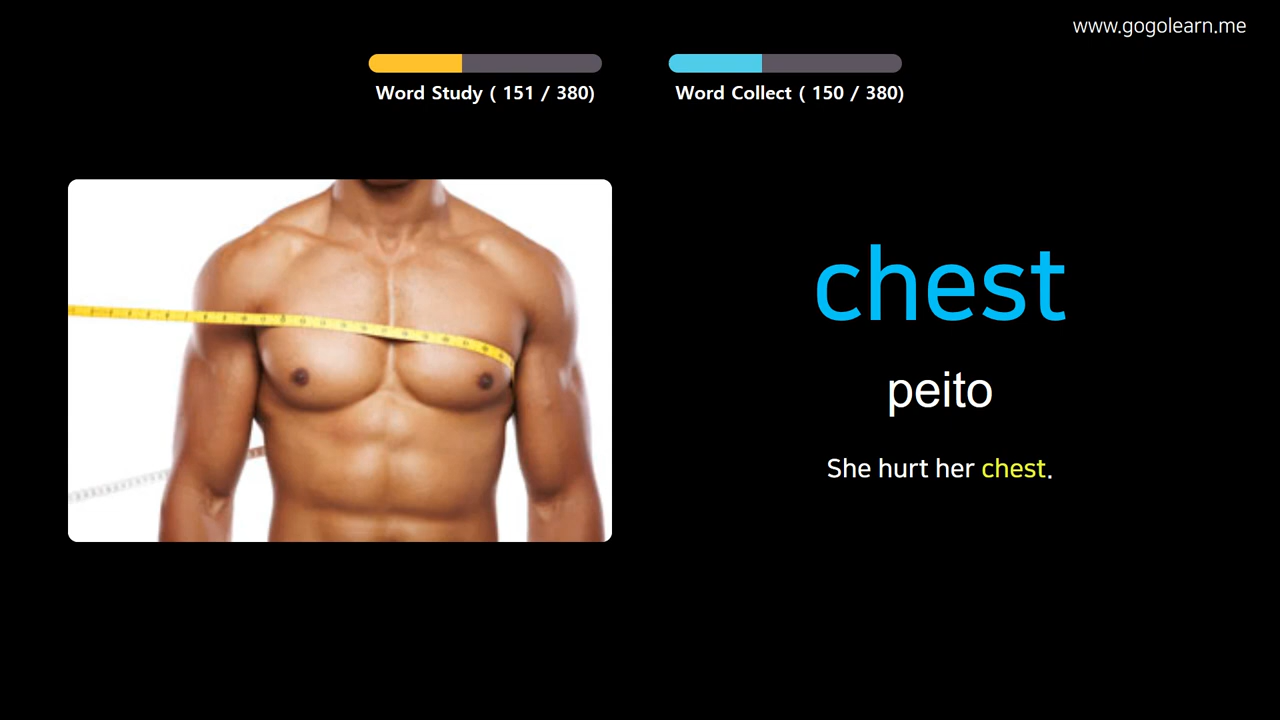 www.gogolearn.me
Word Study ( 151 / 380)
Word Collect ( 150 / 380)
chest
peito
She hurt her chest.